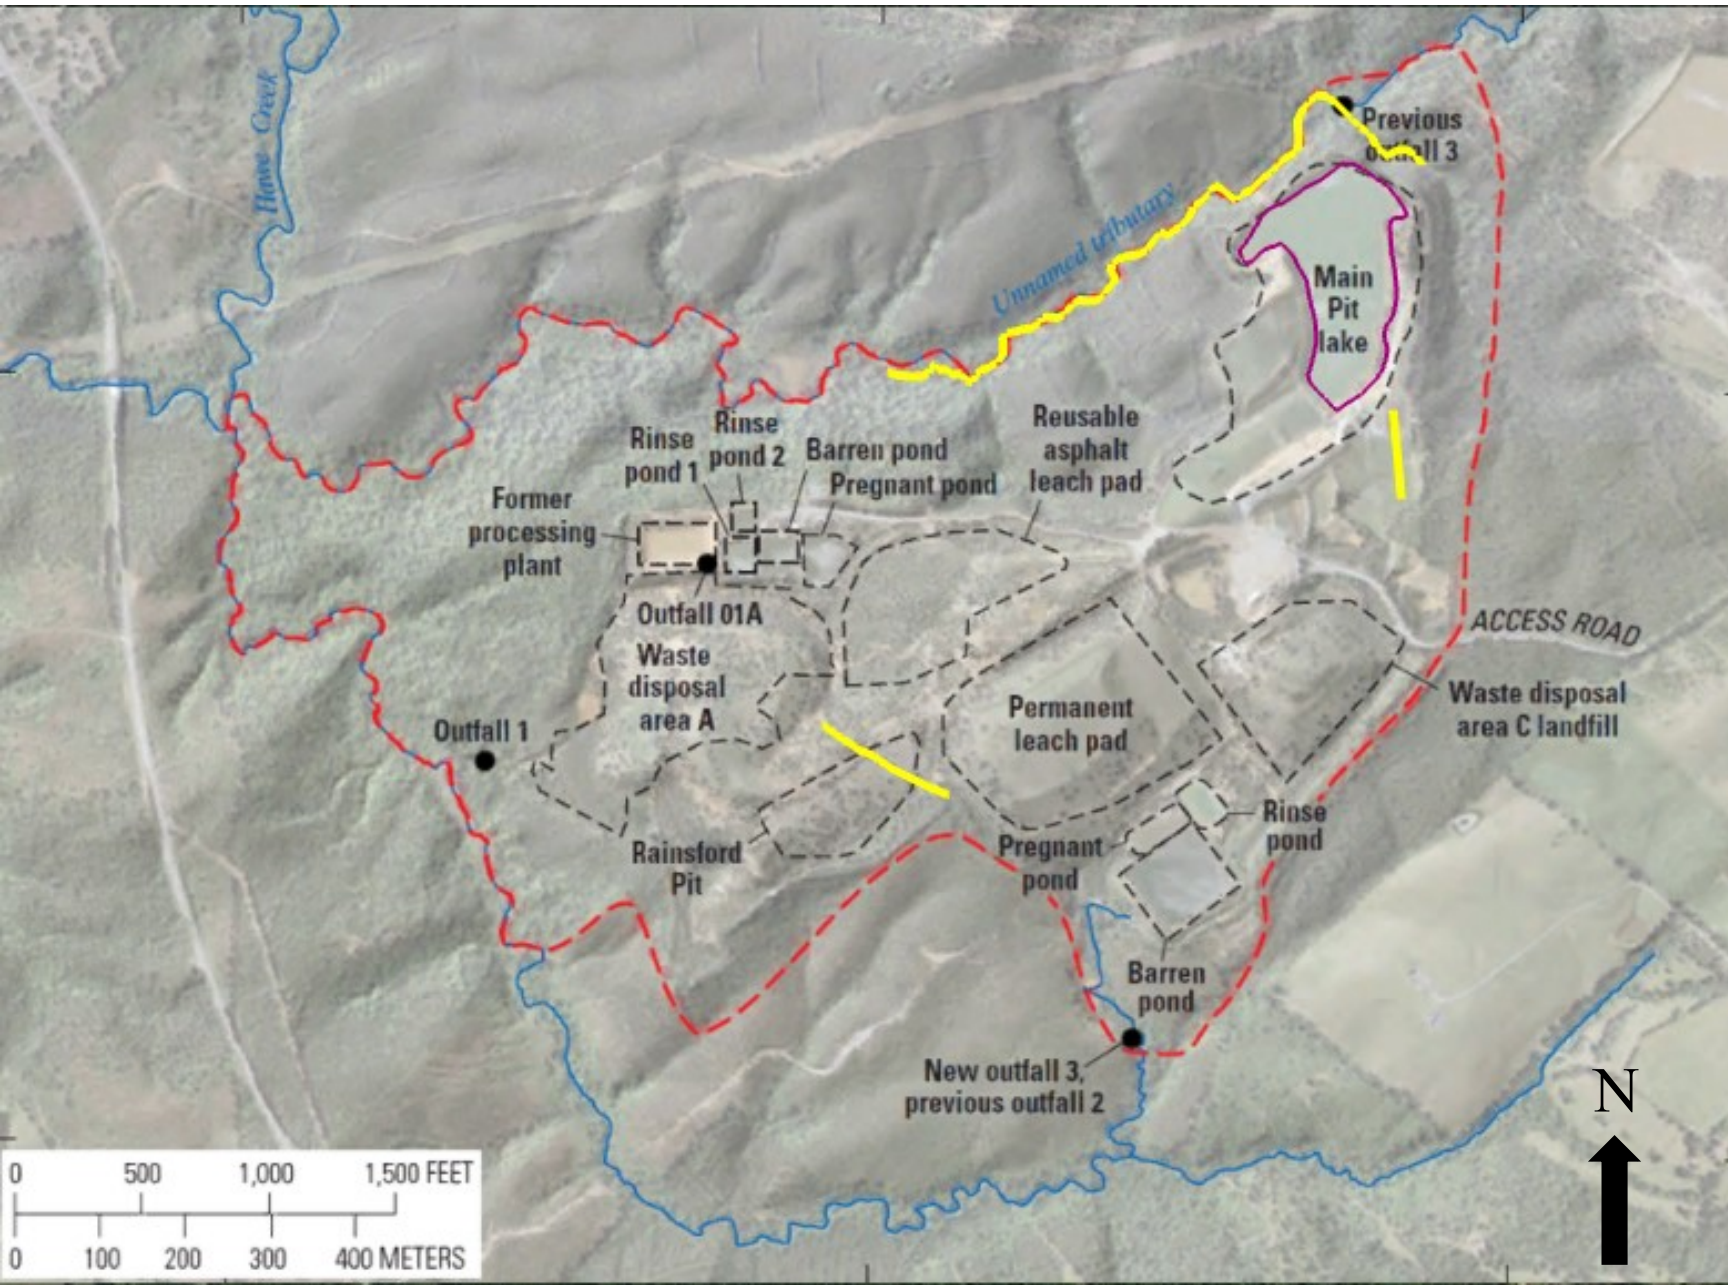 Hawe Creek
Previous
outfall 3
Unnamed tributary
Main
Pit
lake
Reusable
asphalt
leach pad
Rinse
pond 2
Rinse
pond 1
Barren pond
Pregnant pond
Former
processing
plant
Outfall 01A
ACCESS ROAD
Waste
disposal
area A
Waste disposal
area C landfill
Permanent
leach pad
Outfall 1
Rinse
pond
Rainsford
Pit
Pregnant
pond
Barren
pond
New outfall 3,
previous outfall 2
N
0 500 1,000 1,500 FEET
0 100 200 300 400 METERS